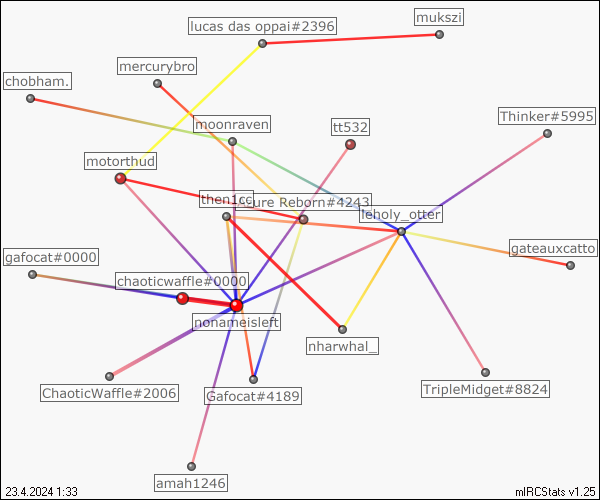 mukszi
lucas das oppai#2396
mercurybro
chobham.
Thinker#5995
moonraven
tt532
motorthud
then1cc
cure Reborn#4243
leholy_otter
gateauxcatto
gafocat#0000
chaoticwaffle#0000
nonameisleft
nharwhal_
ChaoticWaffle#2006
Gafocat#4189
TripleMidget#8824
amah1246
23.4.2024 1:33
mIRCStats v1.25